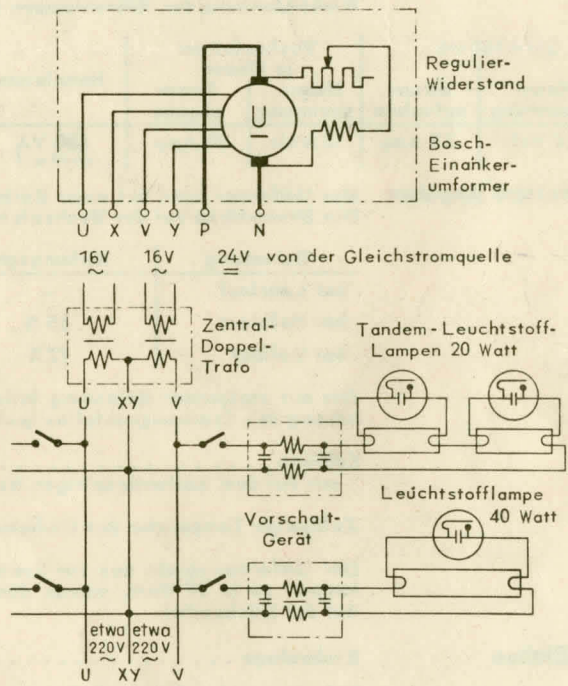 Regulier-
Widerstand
U
Bosch-
Einanker-
umformer
U X V Y P N
16V 16V 24V von der Gleichstromquelle
Zentral-
Doppel-
Trafo
Tandem-Leuchtstoff-
Lampen 20 Watt
XY V
Leuchtstofflampe
40 Watt
Vorschalt-
Gerät
etwa etwa
220V 220V
U XY V